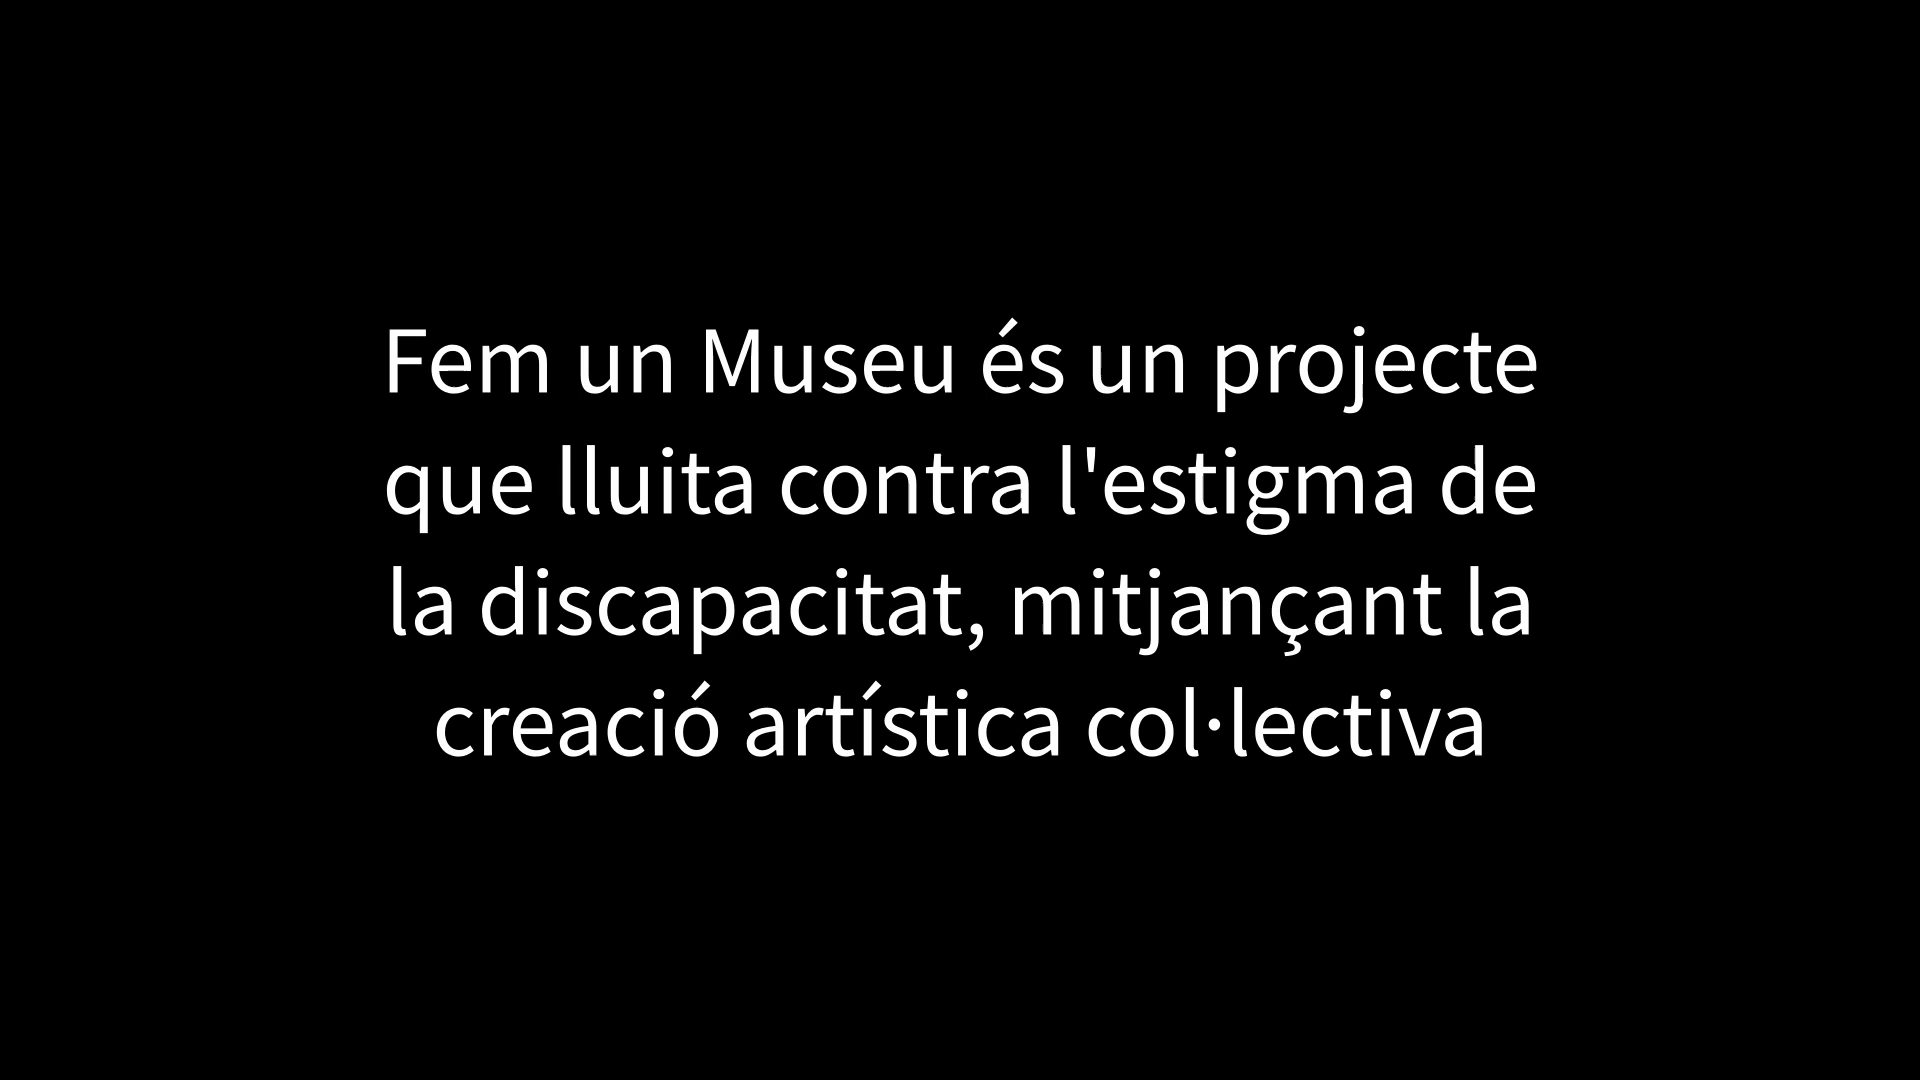 Fem un Museu és un projecte
que lluita contra l'estigma de
la discapacitat, mitjançant la
creació artística col·lectiva